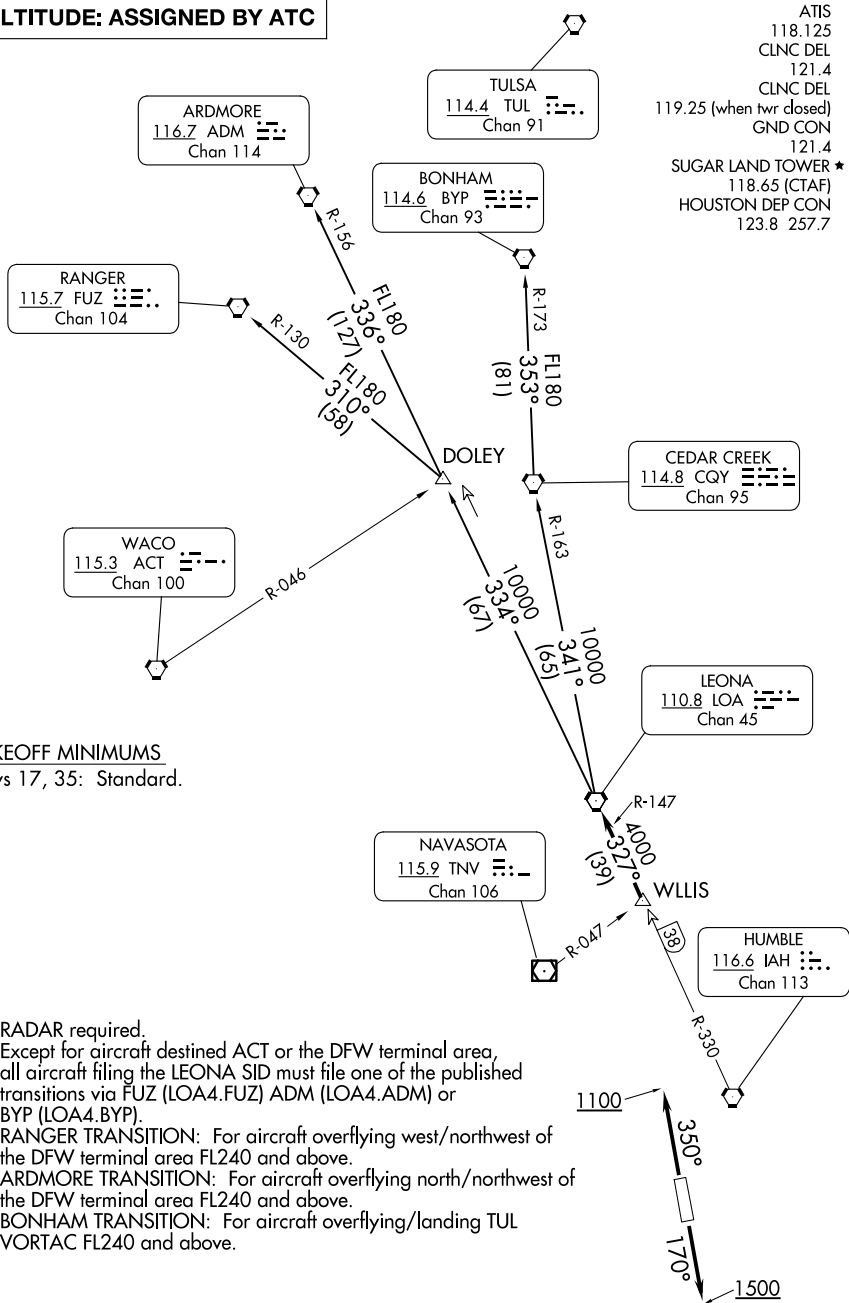 LTITUDE: ASSIGNED BY ATC
ATIS
118.125
CLNC DEL
121.4
CLNC DEL
119.25 (when twr closed)
GND CON
121.4
SUGAR LAND TOWER ★
118.65 (CTAF)
HOUSTON DEP CON
123.8 257.7
TULSA
114.4 TUL
Chan 91
ARDMORE
116.7 ADM
Chan 114
BONHAM
114.6 BYP
Chan 93
RANGER
115.7 FUZ
Chan 104
R-156
FL180
336°
(127)
R-130
FL180
310°
(58)
R-173
FL180
353°
(81)
DOLEY
CEDAR CREEK
114.8 CQY
Chan 95
WACO
115.3 ACT
Chan 100
R-046
R-163
10000
334°
(67)
10000
341°
(65)
LEONA
110.8 LOA
Chan 45
KEOFF MINIMUMS
ys 17, 35: Standard.
R-147
4000
327°
(39)
NAVASOTA
115.9 TNV
Chan 106
WLLIS
R-047
38
HUMBLE
116.6 IAH
Chan 113
R-330
RADAR required.
Except for aircraft destined ACT or the DFW terminal area,
all aircraft filing the LEONA SID must file one of the published
transitions via FUZ (LOA4.FUZ) ADM (LOA4.ADM) or
BYP (LOA4.BYP).
RANGER TRANSITION: For aircraft overflying west/northwest of
the DFW terminal area FL240 and above.
ARDMORE TRANSITION: For aircraft overflying north/northwest of
the DFW terminal area FL240 and above.
BONHAM TRANSITION: For aircraft overflying/landing TUL
VORTAC FL240 and above.
1100
350°
170°
1500